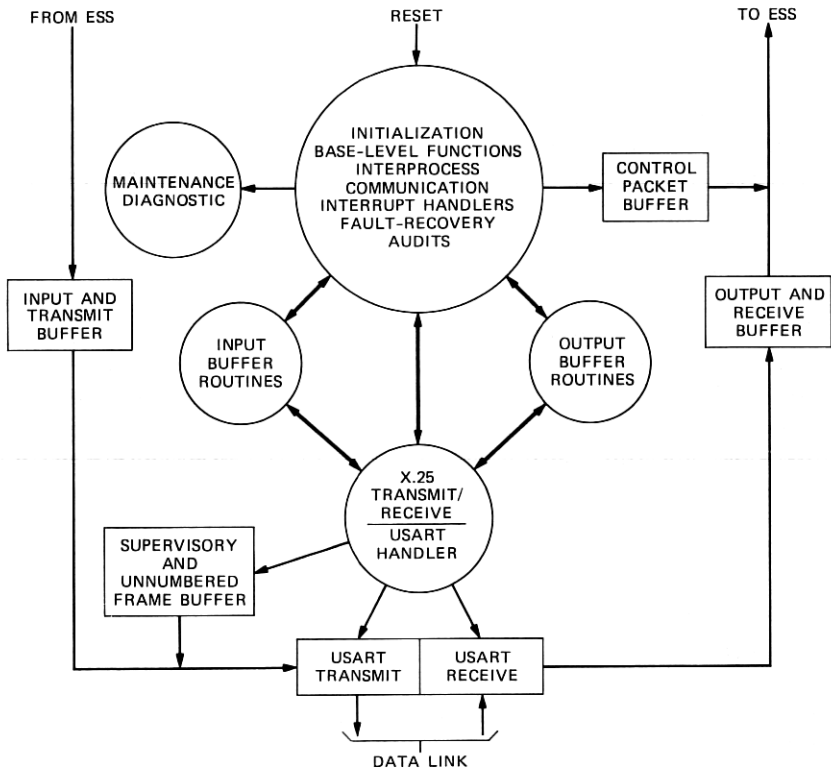 FROM ESS
RESET
TO ESS
INITIALIZATION
BASE-LEVEL FUNCTIONS
INTERPROCESS
COMMUNICATION
INTERRUPT HANDLERS
FAULT-RECOVERY
AUDITS
MAINTENANCE
DIAGNOSTIC
CONTROL
PACKET
BUFFER
INPUT AND
TRANSMIT
BUFFER
INPUT
BUFFER
ROUTINES
OUTPUT
BUFFER
ROUTINES
OUTPUT AND
RECEIVE
BUFFER
X.25
TRANSMIT/
RECEIVE
USART
HANDLER
SUPERVISORY
AND
UNNUMBERED
FRAME BUFFER
USART
TRANSMIT
USART
RECEIVE
DATA LINK